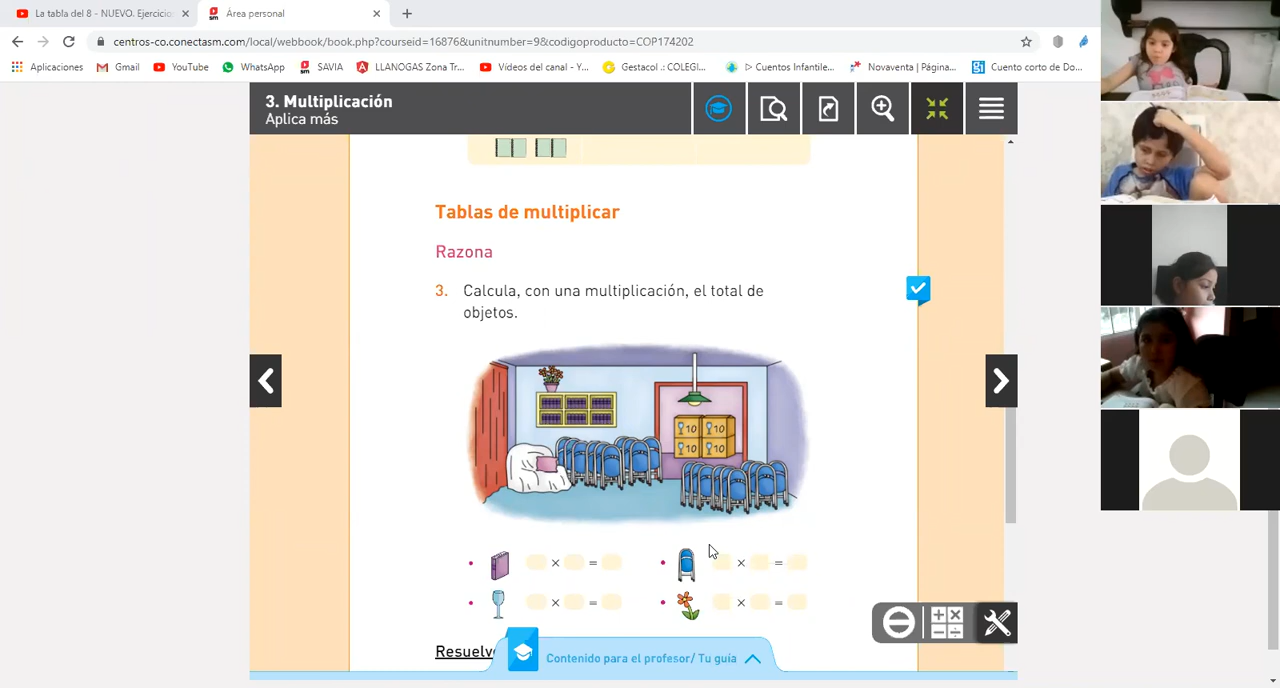 La tabla del 8 - NUEVO. Ejercicio:
Área personal
centros-co.conectasm.com/local/webbook/book.php?courseid=16876&unitnumber=9&codigoproducto=COP174202
Aplicaciones Gmail YouTube WhatsApp SAVIA LLANOGAS Zona Tr... Vídeos del canal - Y... Gestacol .: COLEGI... ▷ Cuentos Infantile... Novaventa | Página... Cuento corto de Do...
3. Multiplicación
Aplica más
Tablas de multiplicar
Razona
3. Calcula, con una multiplicación, el total de
objetos.
10 10
10 10
× = × =
× = × =
Resuelv
Contenido para el profesor/ Tu guía